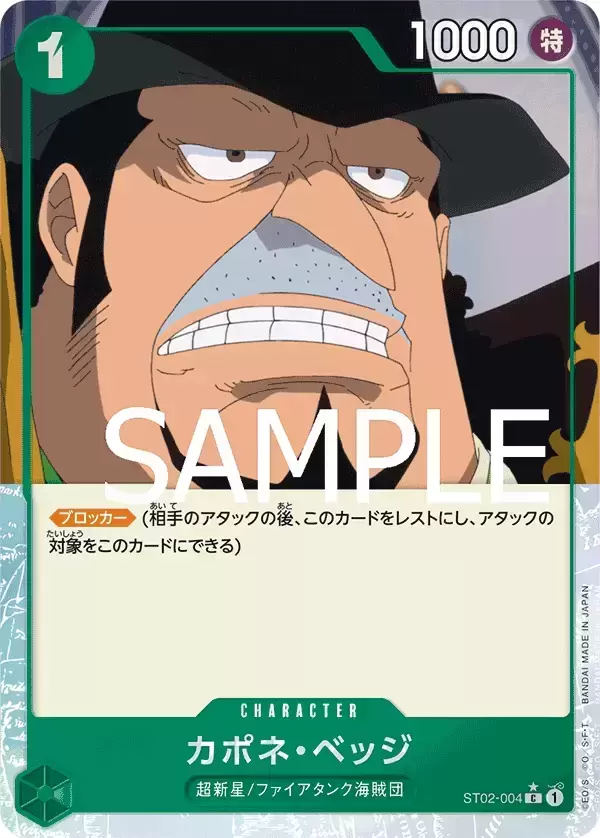 1
1000
特
SAMPLE
ブロッカー (相手のアタックの後、このカードをレストにし、アタックの
対象をこのカードにできる)
CHARACTER
カポネ・ベッジ
超新星/ファイアタンク海賊団
ST02-004 C 1
©E.O/S ©O. S-F.T. BANDAI MADE IN JAPAN